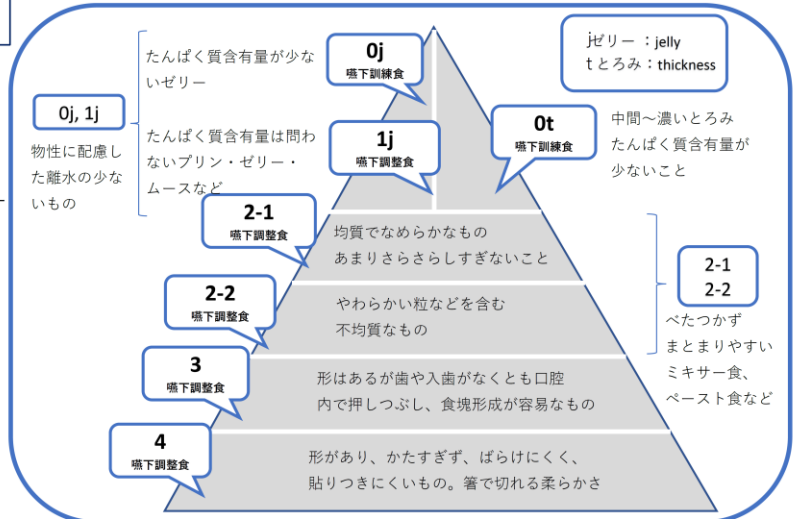 jゼリー：jelly
tとろみ：thickness
0j
嚥下訓練食
たんぱく質含有量が少な
いゼリー
0j, 1j
物性に配慮し
た離水の少な
いもの
たんぱく質含有量は問わ
ないプリン・ゼリー・
ムースなど
1j
嚥下調整食
0t
嚥下訓練食
中間～濃いとろみ
たんぱく質含有量が
少ないこと
2-1
嚥下調整食
均質でなめらかなもの
あまりさらさらしすぎないこと
2-2
嚥下調整食
やわらかい粒などを含む
不均質なもの
2-1
2-2
べたつかず
まとまりやすい
ミキサー食、
ペースト食など
3
嚥下調整食
形はあるが歯や入歯がなくとも口腔
内で押しつぶし、食塊形成が容易なもの
4
嚥下調整食
形があり、かたすぎず、ばらけにくく、
貼りつきにくいもの。箸で切れる柔らかさ